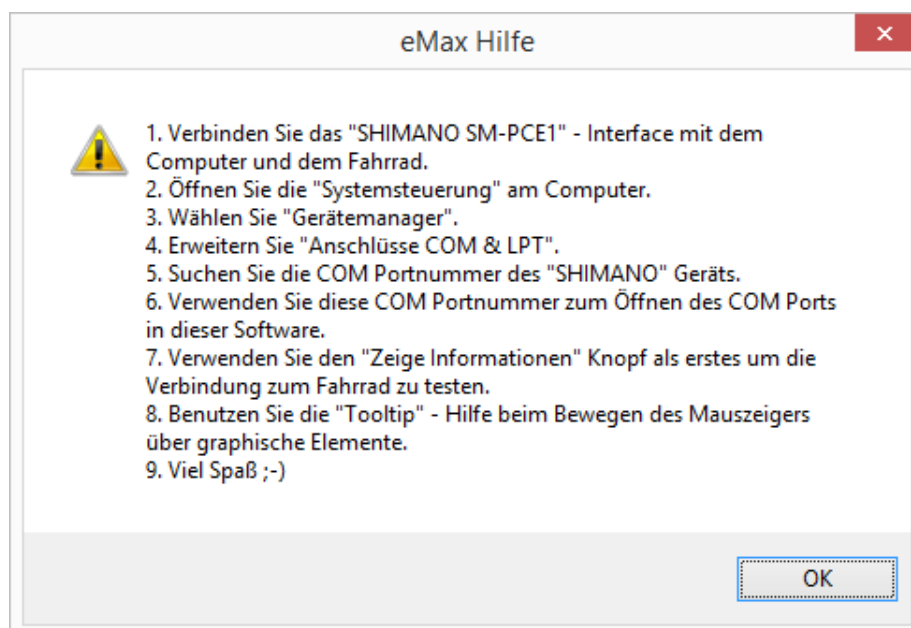 eMax Hilfe
1. Verbinden Sie das "SHIMANO SM-PCE1" - Interface mit dem
Computer und dem Fahrrad.
2. Öffnen Sie die "Systemsteuerung" am Computer.
3. Wählen Sie "Gerätemanager".
4. Erweitern Sie "Anschlüsse COM & LPT".
5. Suchen Sie die COM Portnummer des "SHIMANO" Geräts.
6. Verwenden Sie diese COM Portnummer zum Öffnen des COM Ports
in dieser Software.
7. Verwenden Sie den "Zeige Informationen" Knopf als erstes um die
Verbindung zum Fahrrad zu testen.
8. Benutzen Sie die "Tooltip" - Hilfe beim Bewegen des Mauszeigers
über graphische Elemente.
9. Viel Spaß ;-)
OK